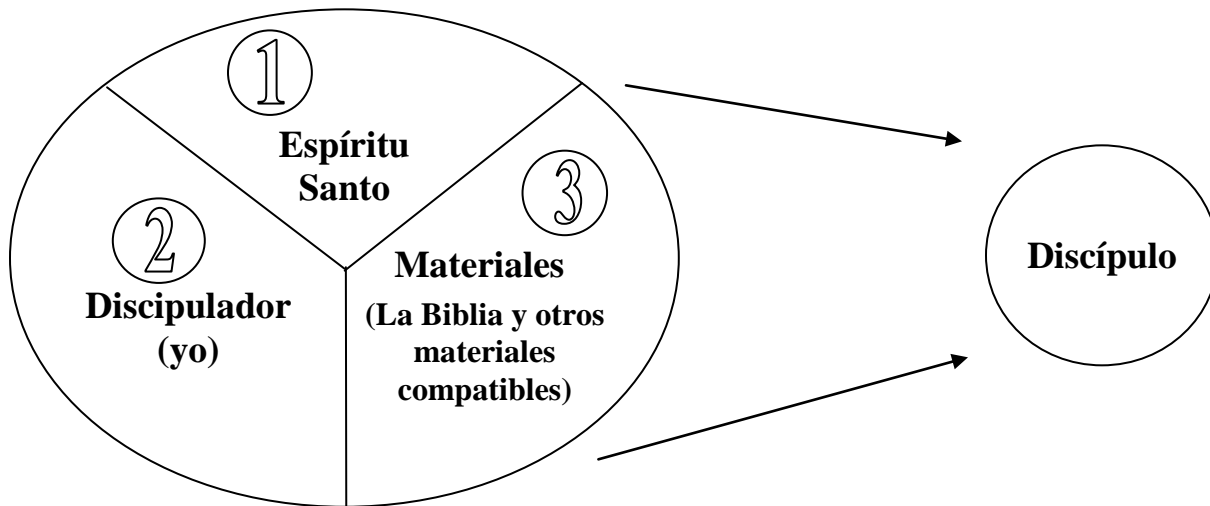 1
Espíritu
Santo
2
Discipulador
(yo)
3
Materiales
(La Biblia y otros
materiales
compatibles)
Discípulo